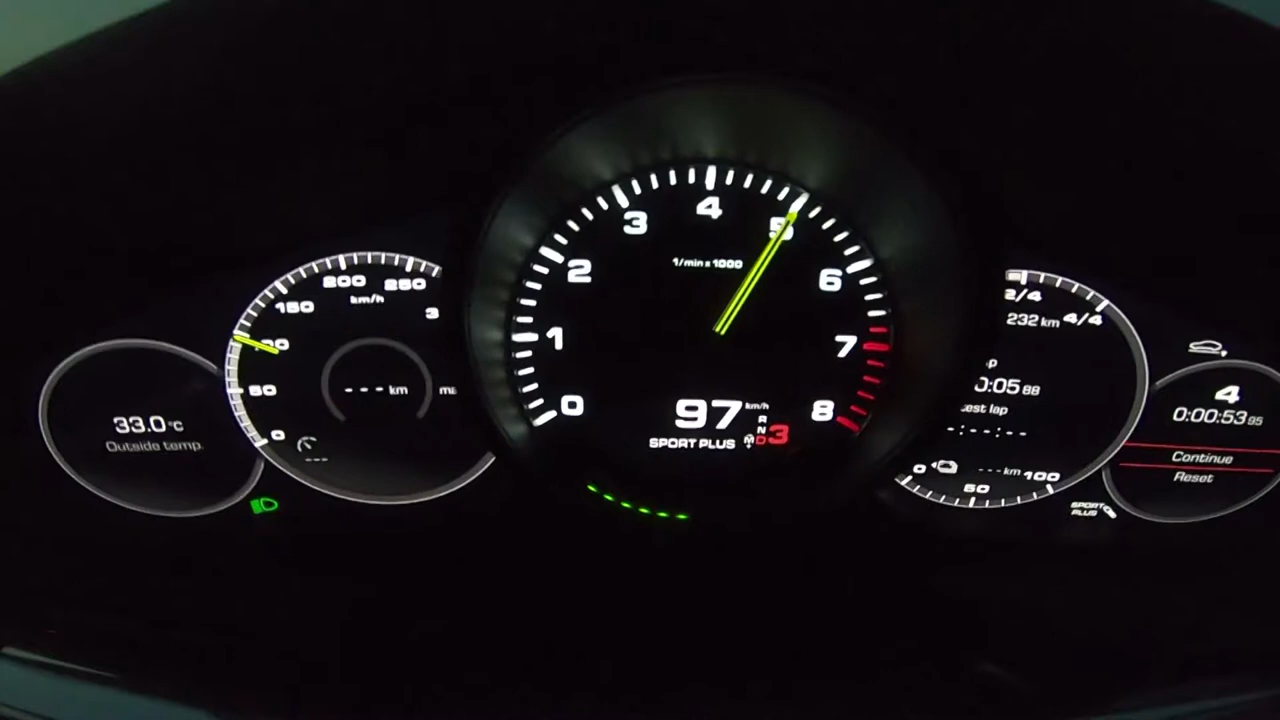 33.0 °C
Outside temp.
0
50
150
200
250
km/h
3
--- km
---
0
1
2
3
4
5
6
7
8
1/min x 1000
97 km/h
SPORT PLUS
R
N
D 3
M
+
2/4
232 km 4/4
0:05 88
-:--,--
0
50
100
--- km
SPORT
PLUS
4
0:00:53 95
Continue
Reset